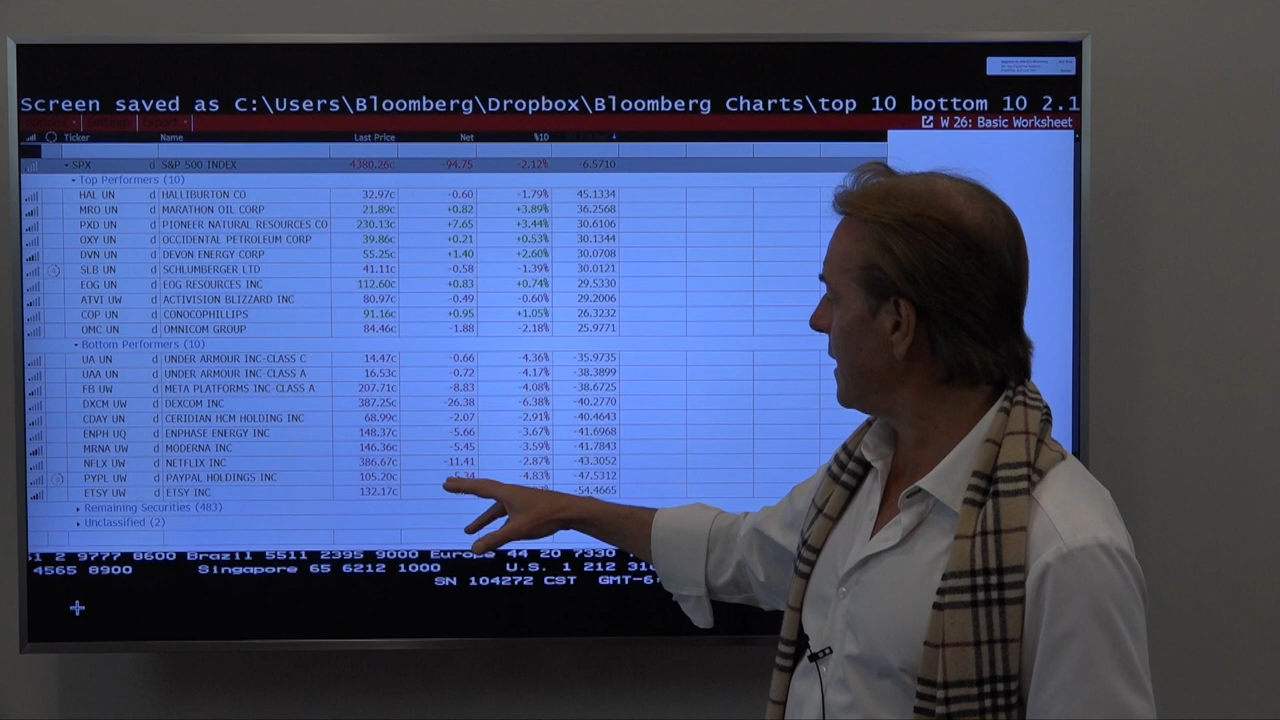 Screen saved as C:\Users\Bloomberg\Dropbox\Bloomberg Charts\top 10 bottom 10 2.1
W 26: Basic Worksheet
Ticker Name Last Price Net %1D
SPX d S&P 500 INDEX 4380.26c -94.75 -2.12% -6.5710
Top Performers (10)
HAL UN d HALLIBURTON CO 32.97c -0.60 -1.79% 45.1334
MRO UN d MARATHON OIL CORP 21.89c +0.82 +3.89% 36.2568
PXD UN d PIONEER NATURAL RESOURCES CO 230.13c +7.65 +3.44% 30.6106
OXY UN d OCCIDENTAL PETROLEUM CORP 39.86c +0.21 +0.53% 30.1344
DVN UN d DEVON ENERGY CORP 55.25c +1.40 +2.60% 30.0708
SLB UN d SCHLUMBERGER LTD 41.11c -0.58 -1.39% 30.0121
EOG UN d EOG RESOURCES INC 112.60c +0.83 +0.74% 29.5330
ATVI UW d ACTIVISION BLIZZARD INC 80.97c -0.49 -0.60% 29.2006
COP UN d CONOCOPHILLIPS 91.16c +0.95 +1.05% 26.3232
OMC UN d OMNICOM GROUP 84.46c -1.88 -2.18% 25.9771
Bottom Performers (10)
UA UN d UNDER ARMOUR INC-CLASS C 14.47c -0.66 -4.36% -35.9735
UAA UN d UNDER ARMOUR INC-CLASS A 16.53c -0.72 -4.17% -38.3899
FB UW d META PLATFORMS INC-CLASS A 207.71c -8.83 -4.08% -38.6725
DXCM UW d DEXCOM INC 387.25c -26.38 -6.38% -40.2770
CDAY UN d CERIDIAN HCM HOLDING INC 68.99c -2.07 -2.91% -40.4643
ENPH UQ d ENPHASE ENERGY INC 148.37c -5.66 -3.67% -41.6968
MRNA UW d MODERNA INC 146.36c -5.45 -3.59% -41.7843
NFLX UW d NETFLIX INC 386.67c -11.41 -2.87% -43.3052
PYPL UW d PAYPAL HOLDINGS INC 105.20c -5.34 -4.83% -47.5312
ETSY UW d ETSY INC 132.17c -54.4665
Remaining Securities (483)
Unclassified (2)
2 9777 8600 Brazil 5511 2395 9000 Europe 44 20 7330
4565 8900 Singapore 65 6212 1000 U.S. 1 212
SN 104272 CST GMT-6: